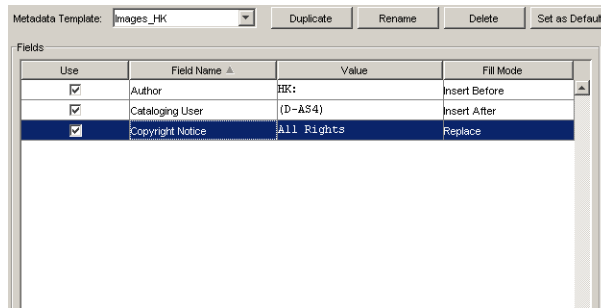 Metadata Template: Images_HK Duplicate Rename Delete Set as Default
Fields
Use Field Name Value Fill Mode
Author HK: Insert Before
Cataloging User (D-AS4) Insert After
Copyright Notice All Rights Replace